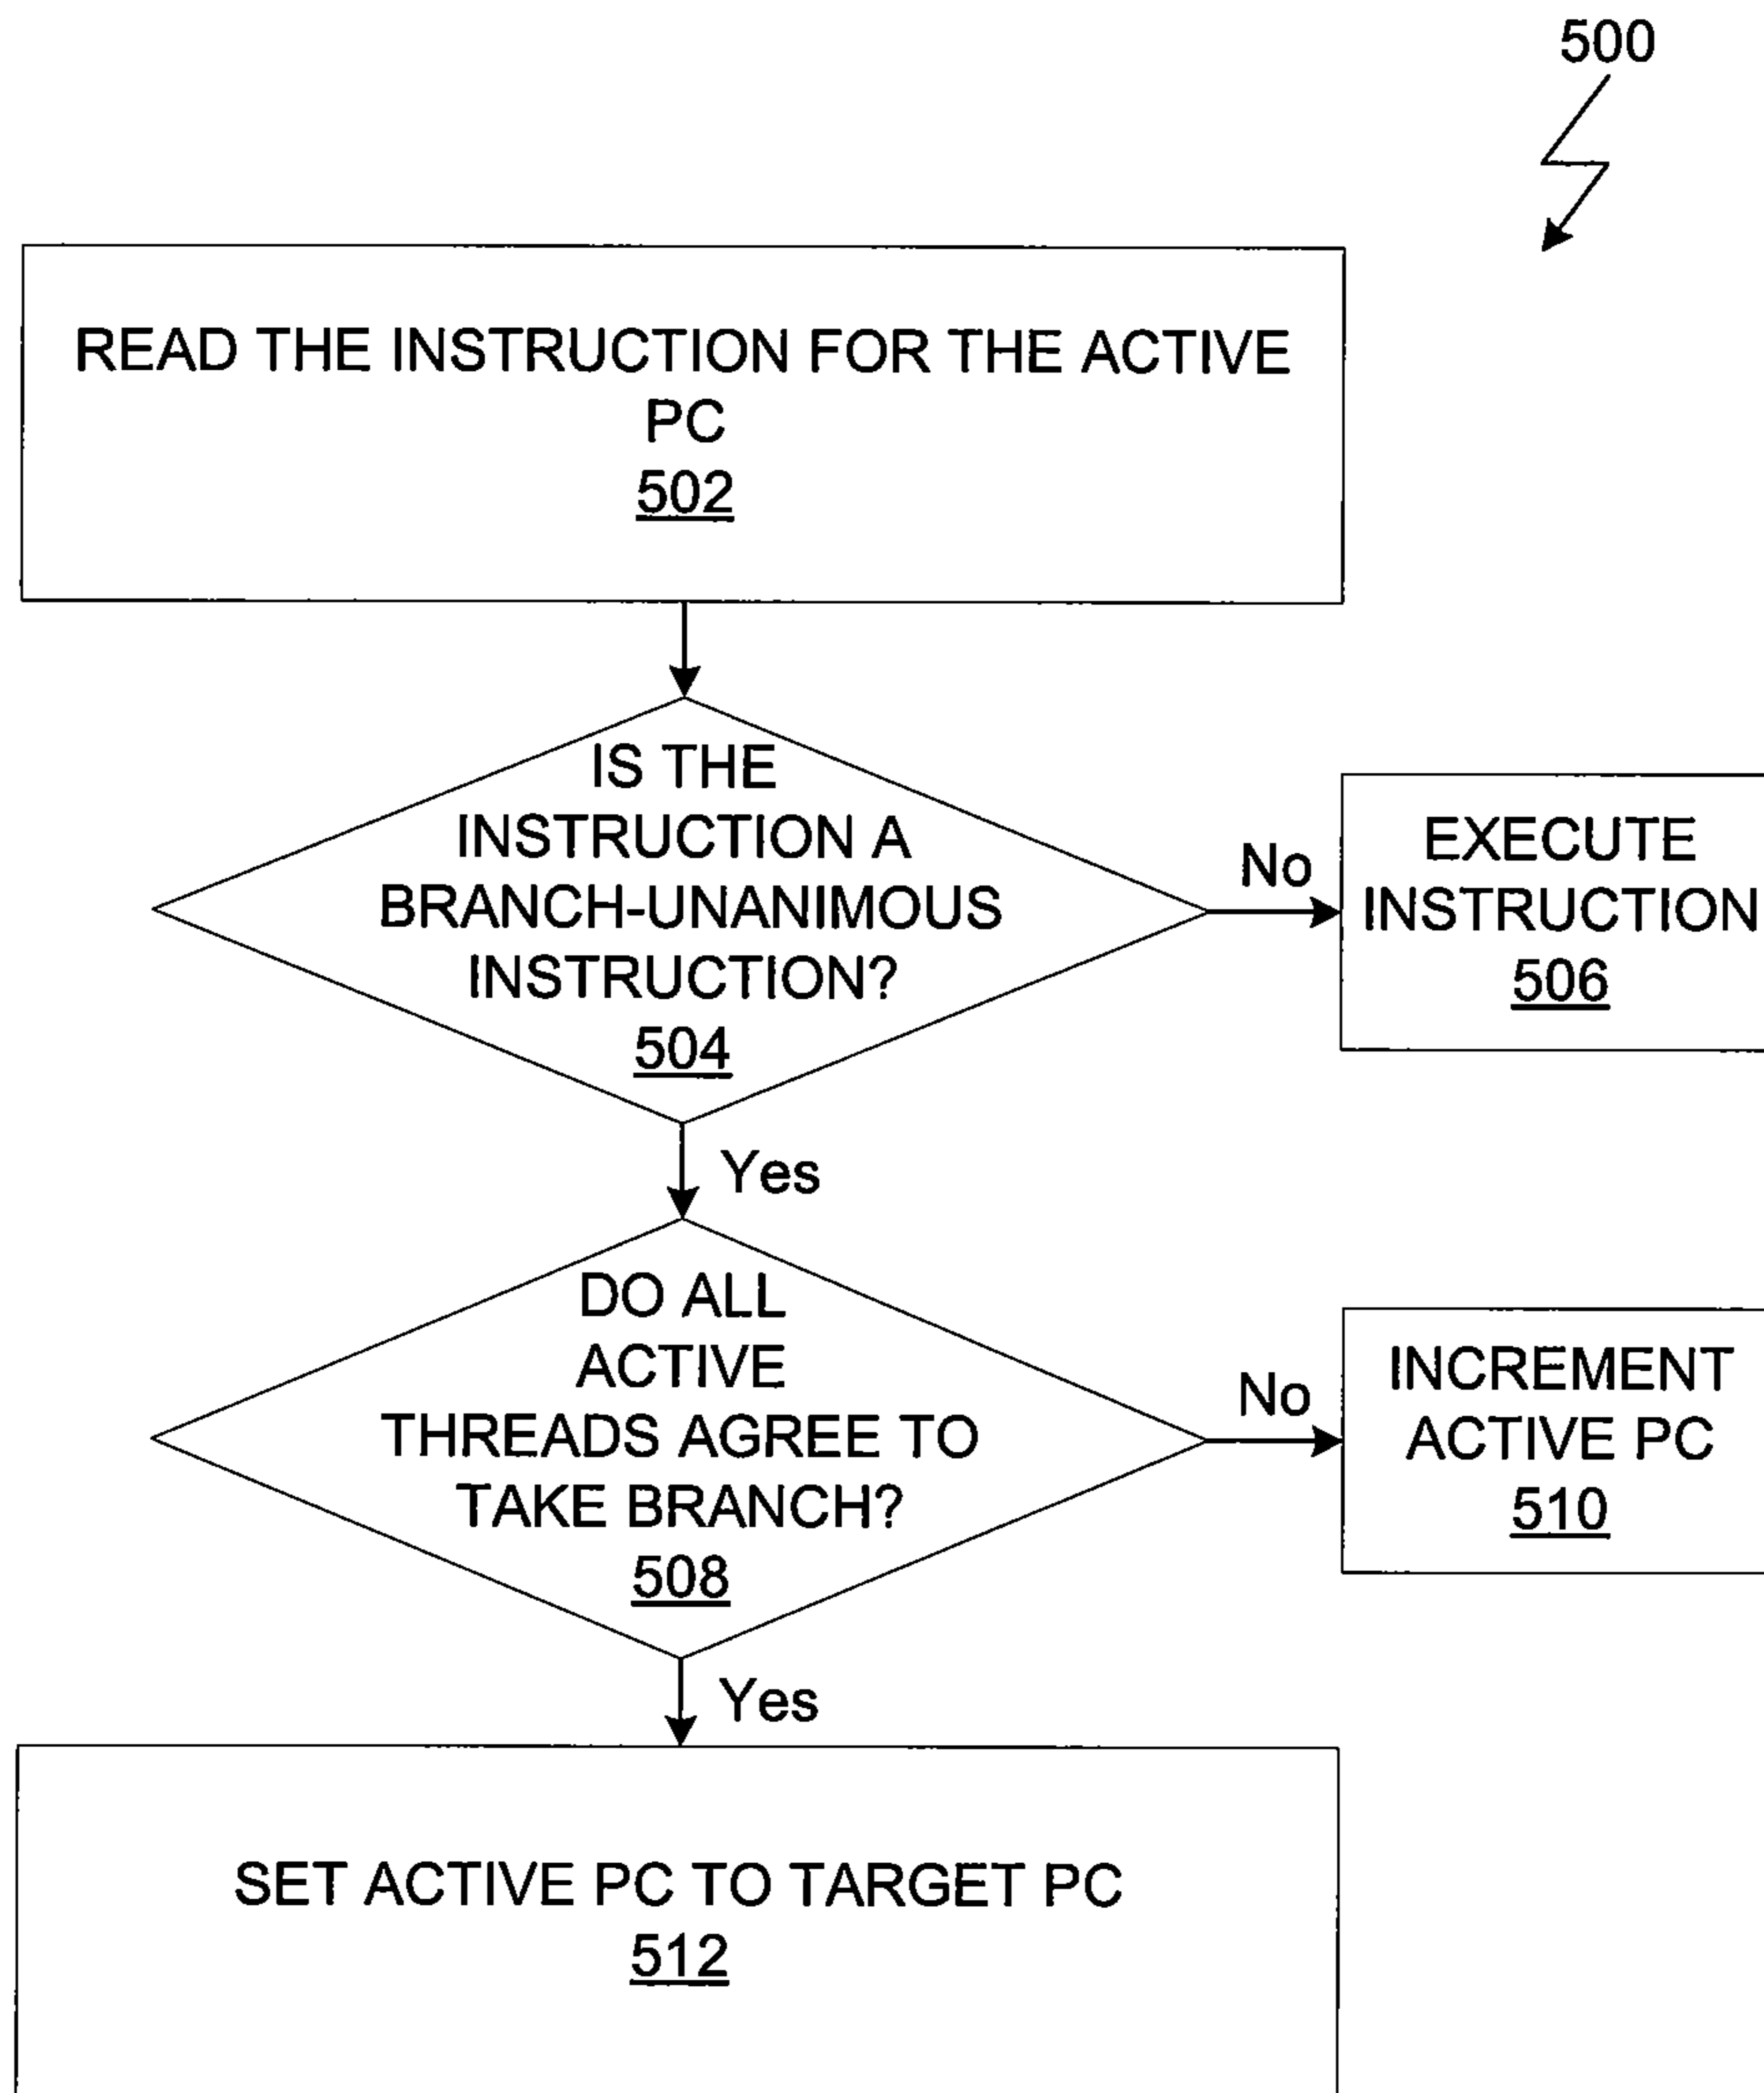 500
READ THE INSTRUCTION FOR THE ACTIVE
PC
502
IS THE
INSTRUCTION A
BRANCH-UNANIMOUS
INSTRUCTION?
504
No
EXECUTE
INSTRUCTION
506
Yes
DO ALL
ACTIVE
THREADS AGREE TO
TAKE BRANCH?
508
No
INCREMENT
ACTIVE PC
510
Yes
SET ACTIVE PC TO TARGET PC
512